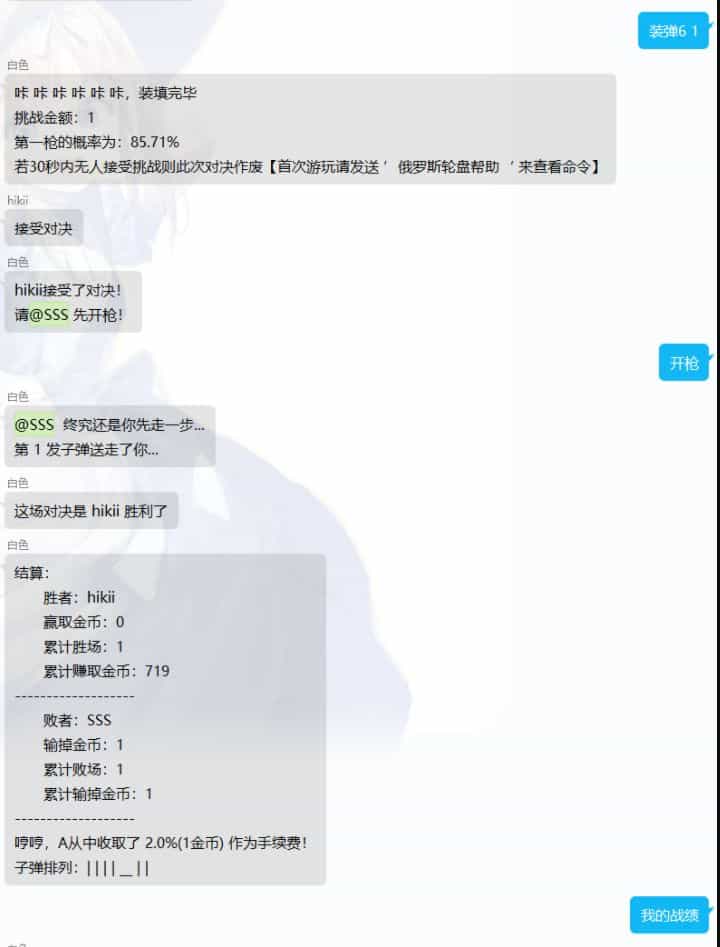 装弹6 1
白色
咔 咔 咔 咔 咔 咔，装填完毕
挑战金额：1
第一枪的概率为：85.71%
若30秒内无人接受挑战则此次对决作废【首次游玩请发送 ’ 俄罗斯轮盘帮助 ‘ 来查看命令】
hikii
接受对决
白色
hikii接受了对决！
请@SSS 先开枪！
开枪
白色
@SSS 终究还是你先走一步...
第 1 发子弹送走了你...
白色
这场对决是 hikii 胜利了
白色
结算：
胜者：hikii
赢取金币：0
累计胜场：1
累计赚取金币：719
-------------------
败者：SSS
输掉金币：1
累计败场：1
累计输掉金币：1
-------------------
哼哼，A从中收取了 2.0%(1金币) 作为手续费！
子弹排列：| | | | __ | |
我的战绩